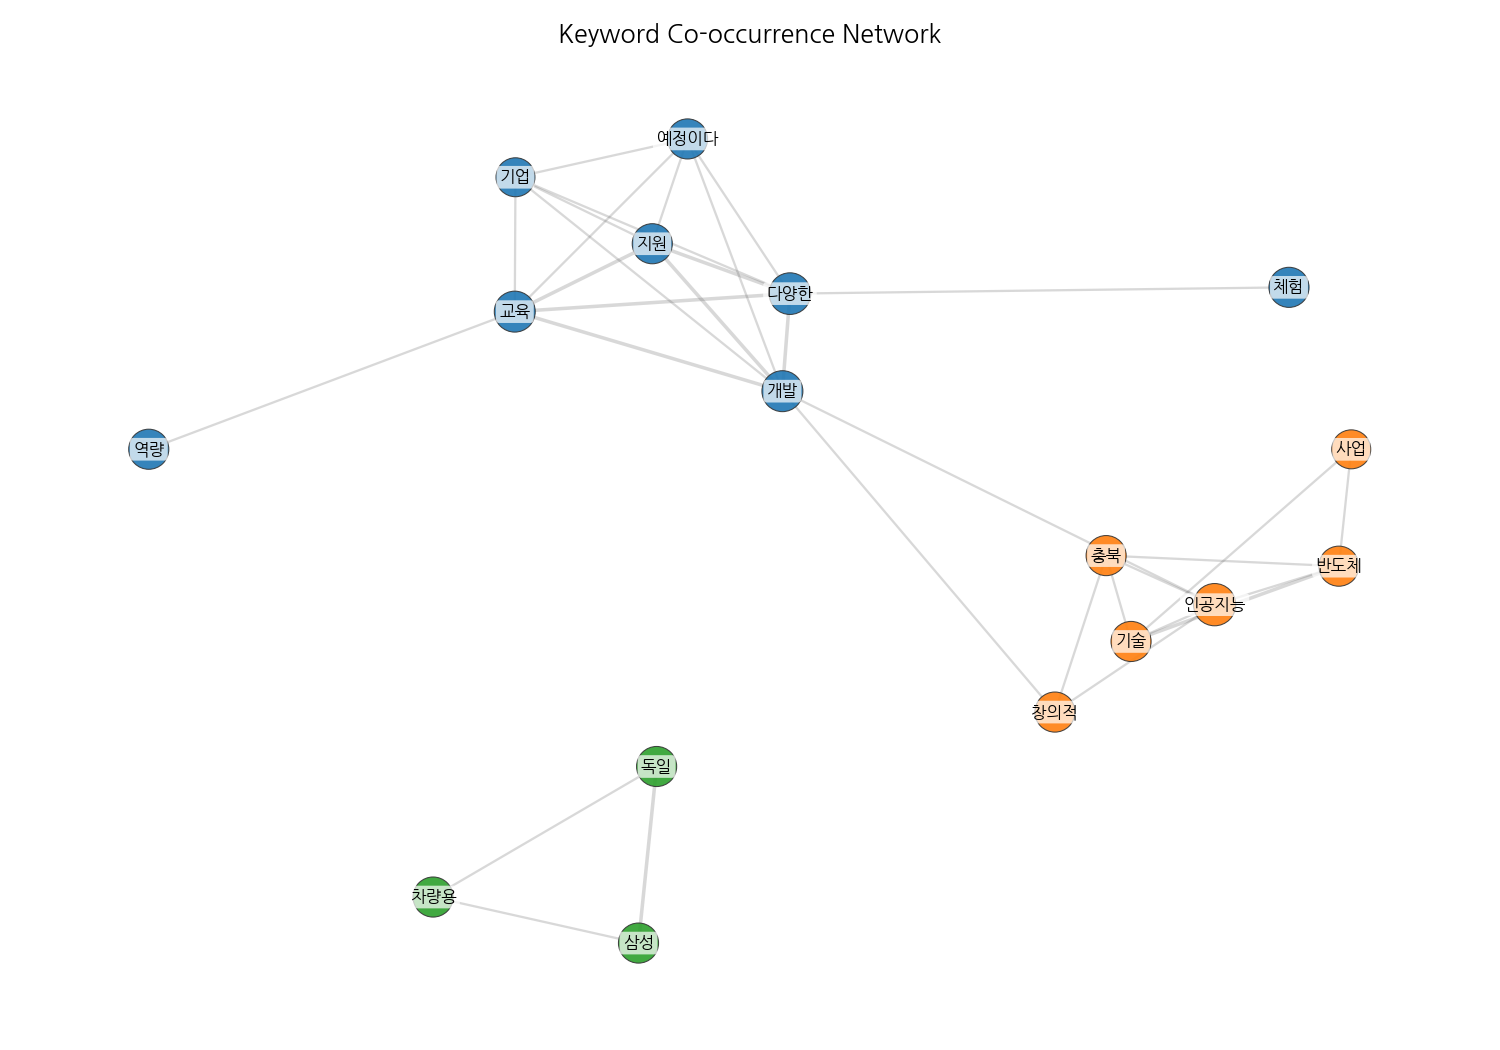 Keyword Co-occurrence Network
예정이다
기업
지원
체험
다양한
교육
개발
역량
사업
충북
반도체
인공지능
기술
창의적
독일
차량용
삼성